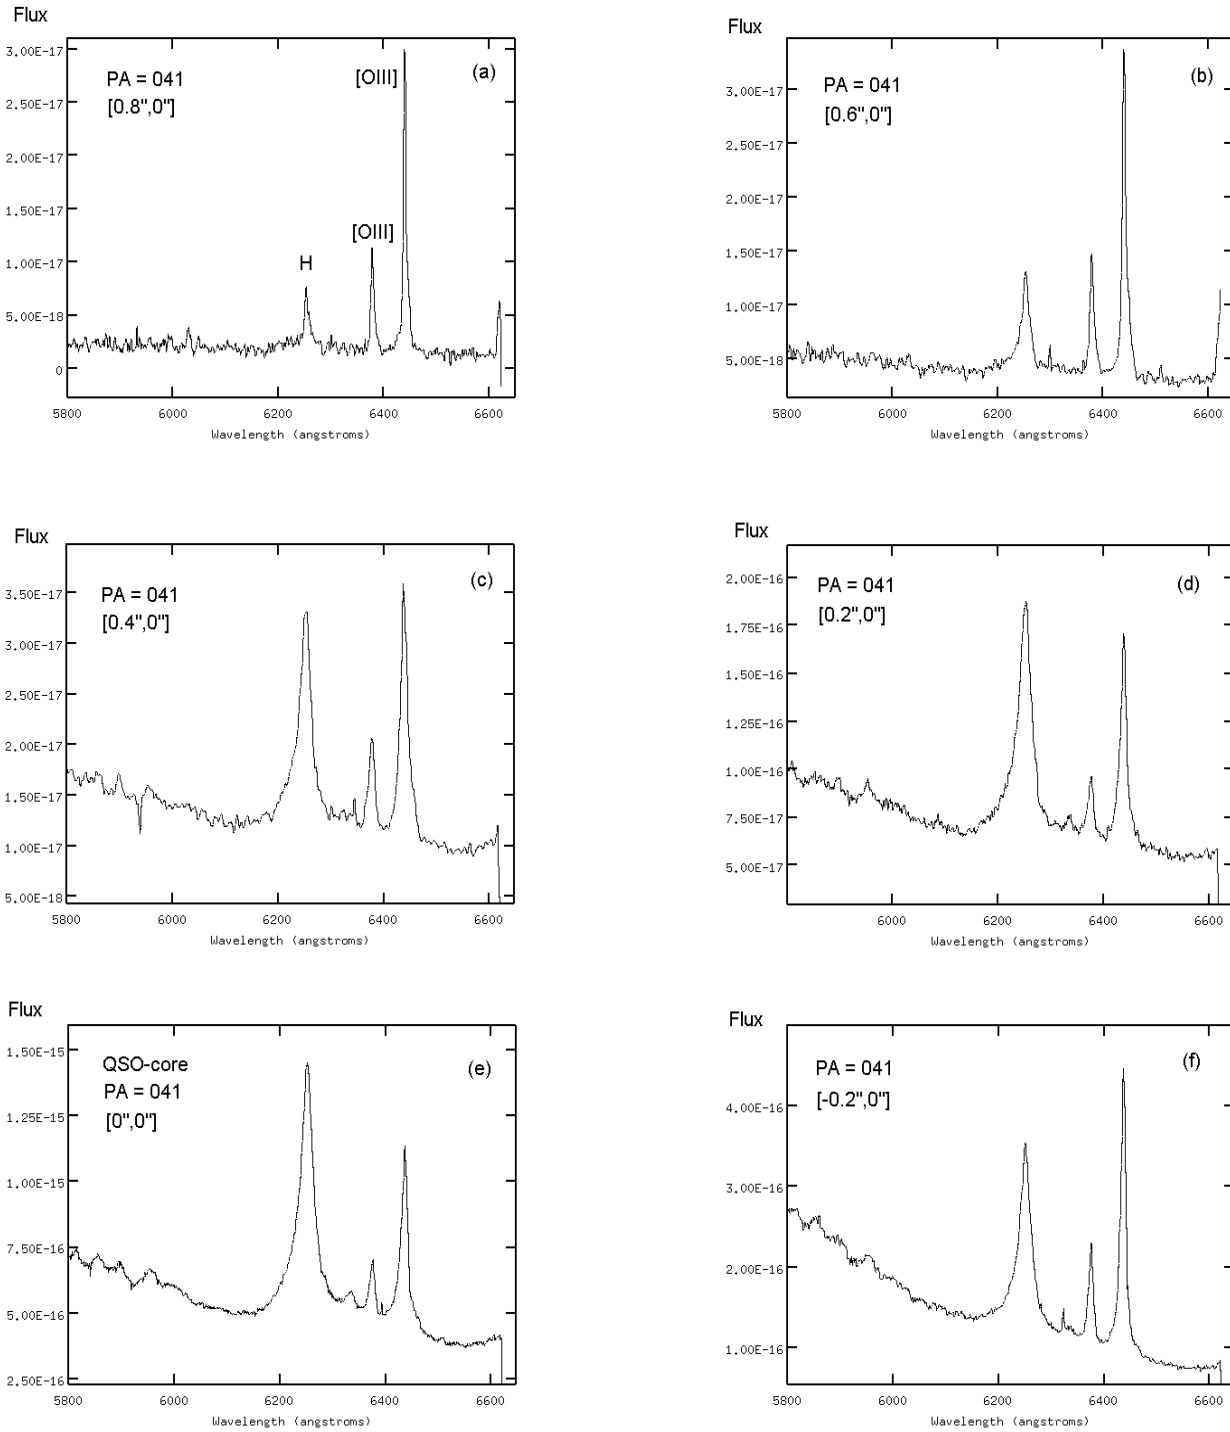 Flux
(a)
PA = 041
[0.8",0"]
[OIII]
[OIII]
H
3.00E-17
2.50E-17
2.00E-17
1.50E-17
1.00E-17
5.00E-18
0
5800 6000 6200 6400 6600
Wavelength (angstroms)
Flux
(b)
PA = 041
[0.6",0"]
3.00E-17
2.50E-17
2.00E-17
1.50E-17
1.00E-17
5.00E-18
5800 6000 6200 6400 6600
Wavelength (angstroms)
Flux
(c)
PA = 041
[0.4",0"]
3.50E-17
3.00E-17
2.50E-17
2.00E-17
1.50E-17
1.00E-17
5.00E-18
5800 6000 6200 6400 6600
Wavelength (angstroms)
Flux
(d)
PA = 041
[0.2",0"]
2.00E-16
1.75E-16
1.50E-16
1.25E-16
1.00E-16
7.50E-17
5.00E-17
6000 6200 6400 6600
Wavelength (angstroms)
Flux
(e)
QSO-core
PA = 041
[0",0"]
1.50E-15
1.25E-15
1.00E-15
7.50E-16
5.00E-16
2.50E-16
5800 6000 6200 6400 6600
Wavelength (angstroms)
Flux
(f)
PA = 041
[-0.2",0"]
4.00E-16
3.00E-16
2.00E-16
1.00E-16
5800 6000 6200 6400 6600
Wavelength (angstroms)